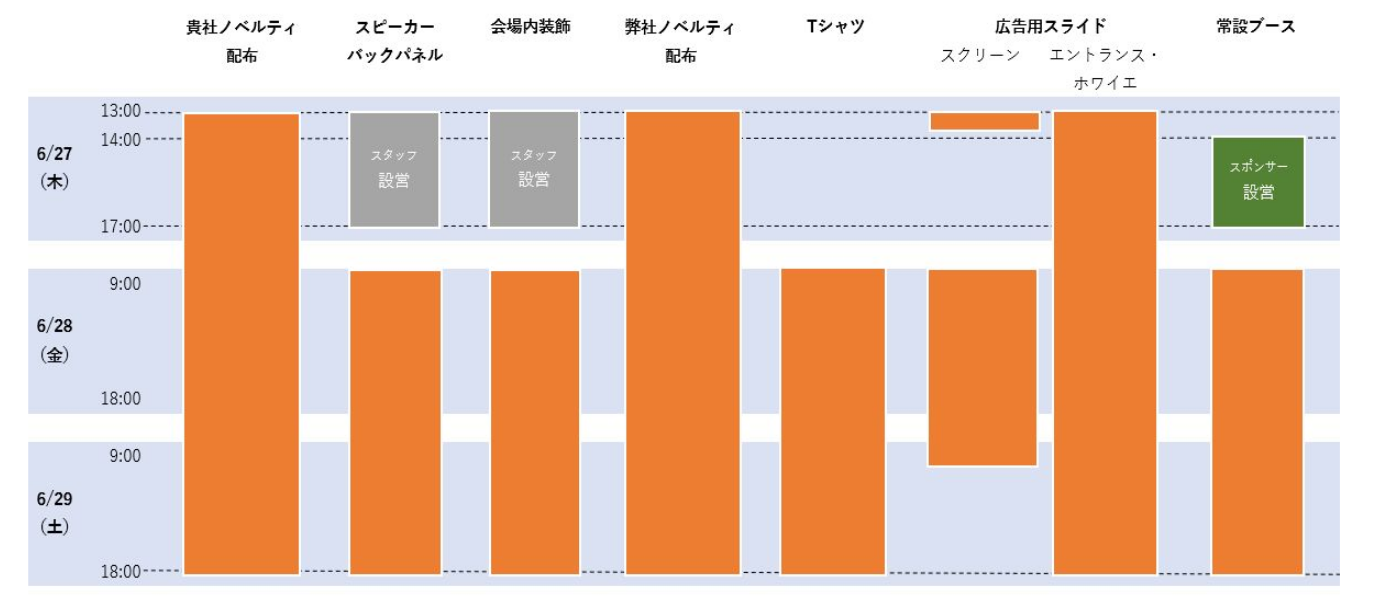 貴社ノベルティ
配布
スピーカー
バックパネル
会場内装飾
弊社ノベルティ
配布
Tシャツ
広告用スライド
スクリーン
エントランス・
ホワイエ
常設ブース
6/27
（木）
13:00
14:00
17:00
スタッフ
設営
スタッフ
設営
スポンサー
設営
6/28
（金）
9:00
18:00
6/29
（土）
9:00
18:00